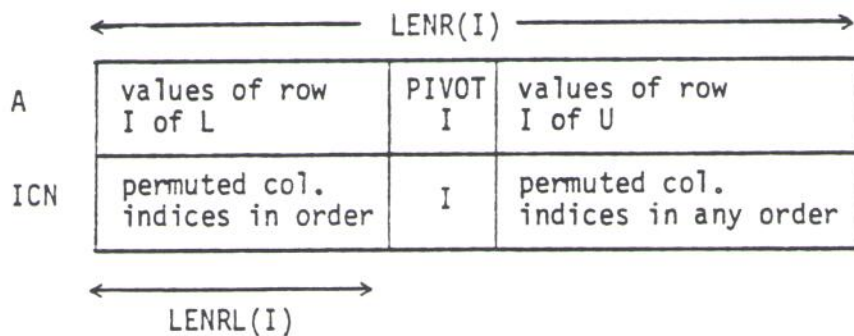 LENR(I)
A
values of row
I of L
PIVOT
I
values of row
I of U
ICN
permuted col.
indices in order
I
permuted col.
indices in any order
LENRL(I)